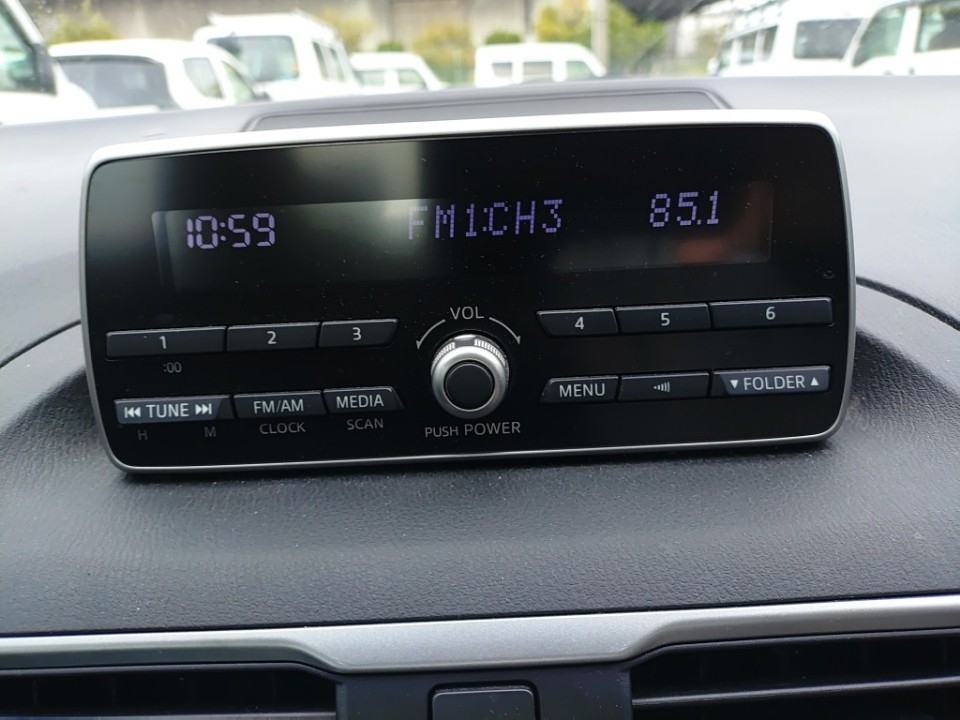 10:59 FM1:CH3 85.1
VOL
1 2 3 4 5 6
:00
TUNE FM/AM MEDIA MENU FOLDER
H M CLOCK SCAN PUSH POWER